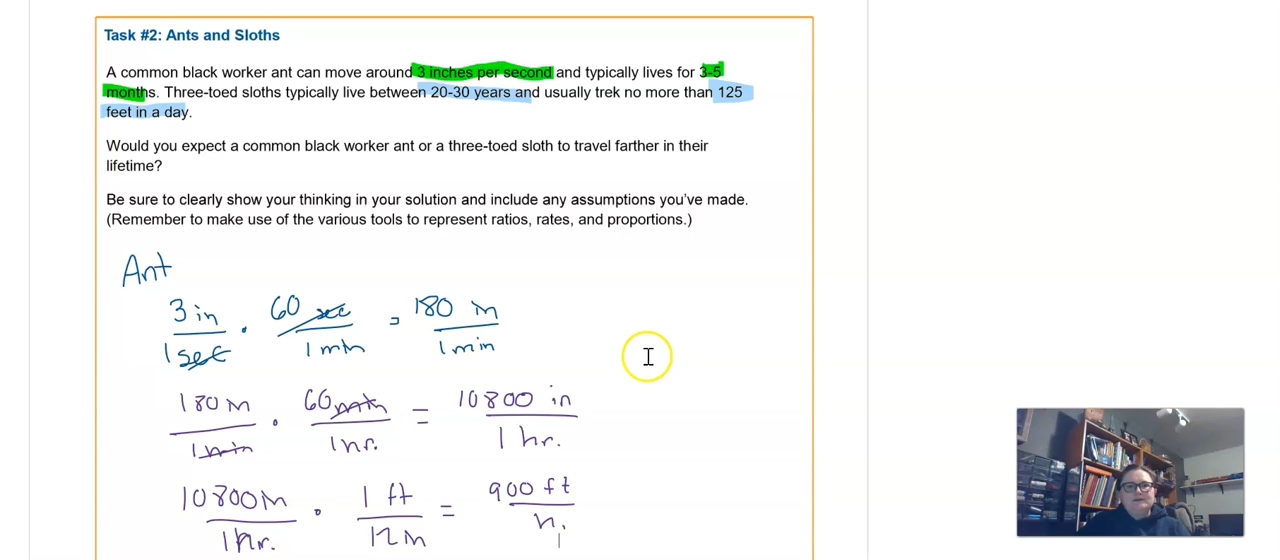 Task #2: Ants and Sloths
A common black worker ant can move around 3 inches per second and typically lives for 3-5
months. Three-toed sloths typically live between 20-30 years and usually trek no more than 125
feet in a day.
Would you expect a common black worker ant or a three-toed sloth to travel farther in their
lifetime?
Be sure to clearly show your thinking in your solution and include any assumptions you've made.
(Remember to make use of the various tools to represent ratios, rates, and proportions.)
Ant
3 in / 1 sec · 60 sec / 1 min = 180 in / 1 min
180 in / 1 min · 60 min / 1 hr. = 10800 in / 1 hr.
10800 in / 1 hr. · 1 ft / 12 in = 900 ft / h.